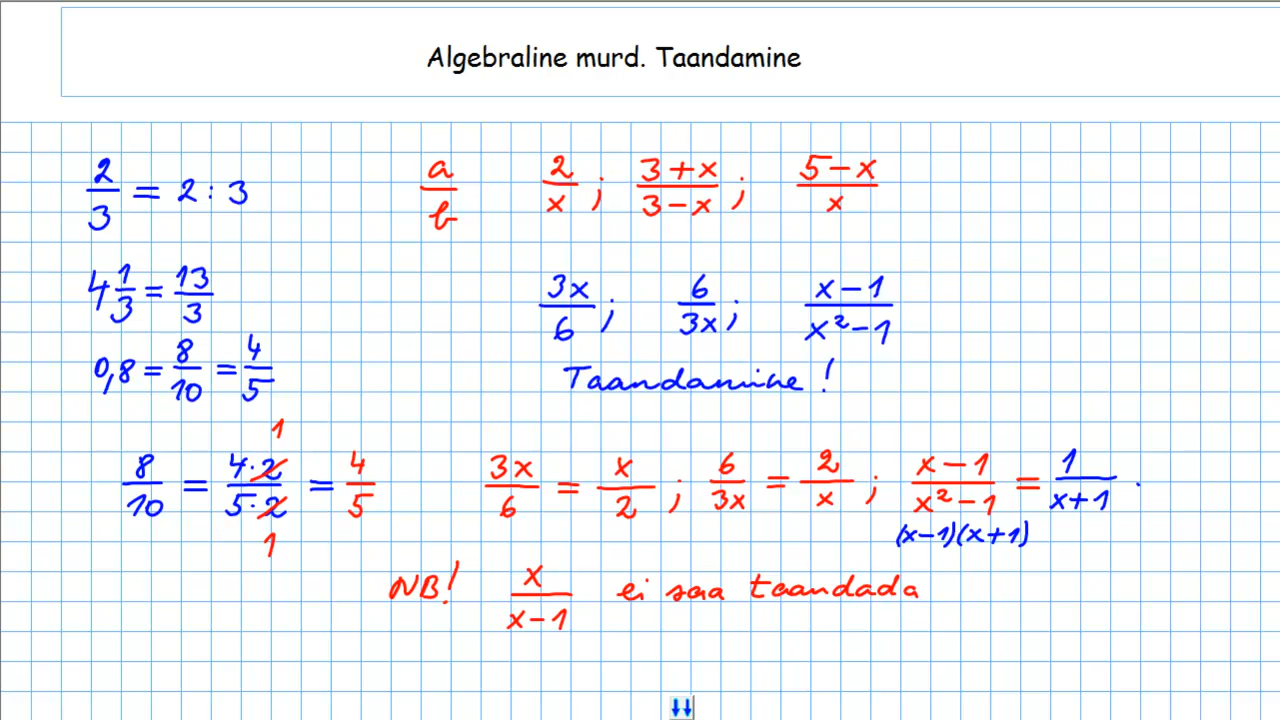 Algebraline murd. Taandamine
2/3 = 2 : 3
a/b 2/x ; (3+x)/(3−x) ; (5−x)/x
4 1/3 = 13/3
3x/6 ; 6/3x ; (x−1)/(x²−1)
0,8 = 8/10 = 4/5
Taandamine !
1
8/10 = (4·2)/(5·2) = 4/5
1
3x/6 = x/2 ; 6/3x = 2/x ; (x−1)/(x²−1) = 1/(x+1) .
(x−1)(x+1)
NB! x/(x−1) ei saa taandada